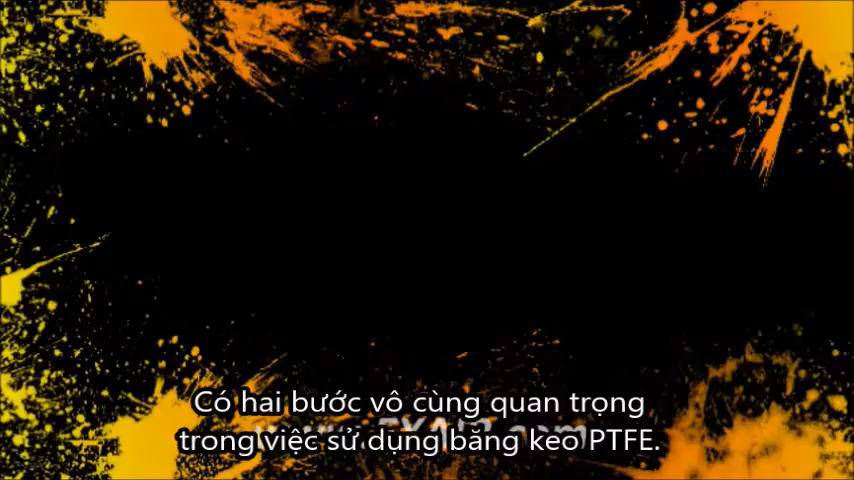 Có hai bước vô cùng quan trọng
trong việc sử dụng băng keo PTFE.